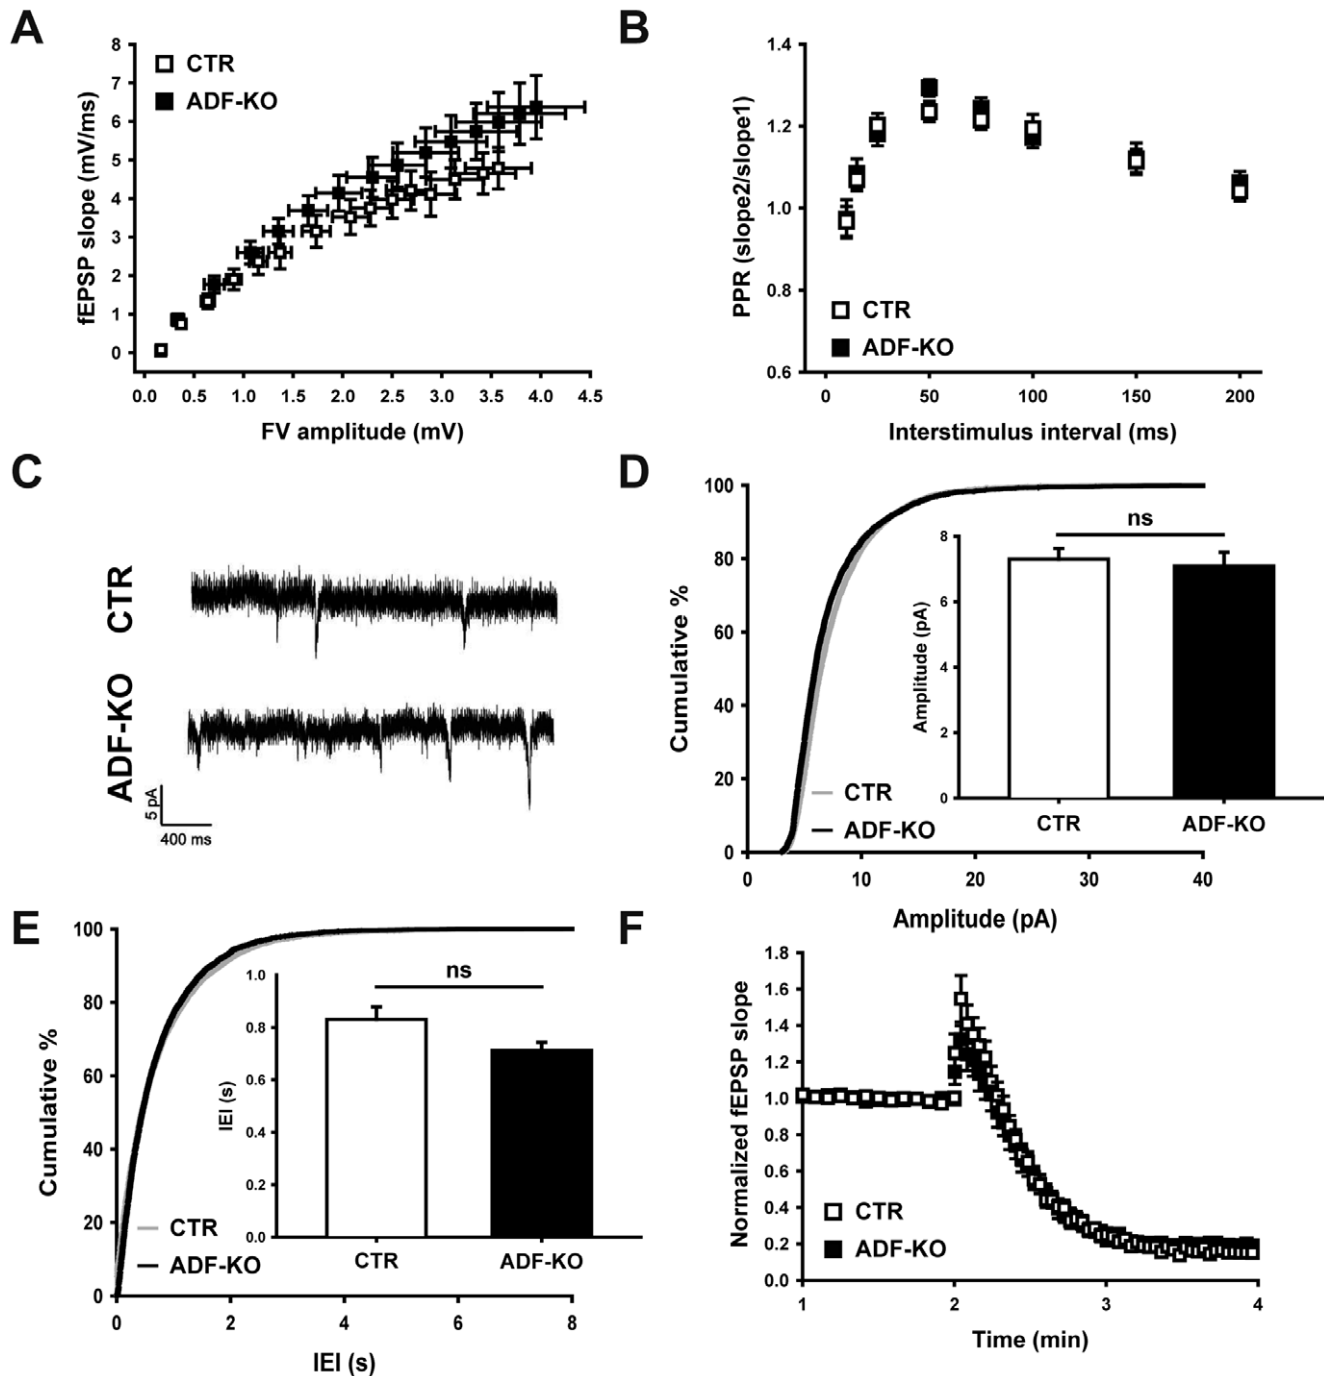 A
8
7
6
5
4
3
2
1
0
fEPSP slope (mV/ms)
CTR
ADF-KO
0.0 0.5 1.0 1.5 2.0 2.5 3.0 3.5 4.0 4.5
FV amplitude (mV)
B
1.4
1.2
1.0
0.8
0.6
PPR (slope2/slope1)
CTR
ADF-KO
0 50 100 150 200
Interstimulus interval (ms)
C
CTR
ADF-KO
5 pA
400 ms
D
100
80
60
40
20
0
Cumulative %
CTR
ADF-KO
0 10 20 30 40
Amplitude (pA)
ns
8
6
4
2
0
Amplitude (pA)
CTR ADF-KO
E
100
80
60
40
20
0
Cumulative %
CTR
ADF-KO
0 2 4 6 8
IEI (s)
ns
1.0
0.8
0.6
0.4
0.2
0.0
IEI (s)
CTR ADF-KO
F
1.8
1.6
1.4
1.2
1.0
0.8
0.6
0.4
0.2
0.0
Normalized fEPSP slope
CTR
ADF-KO
1 2 3 4
Time (min)